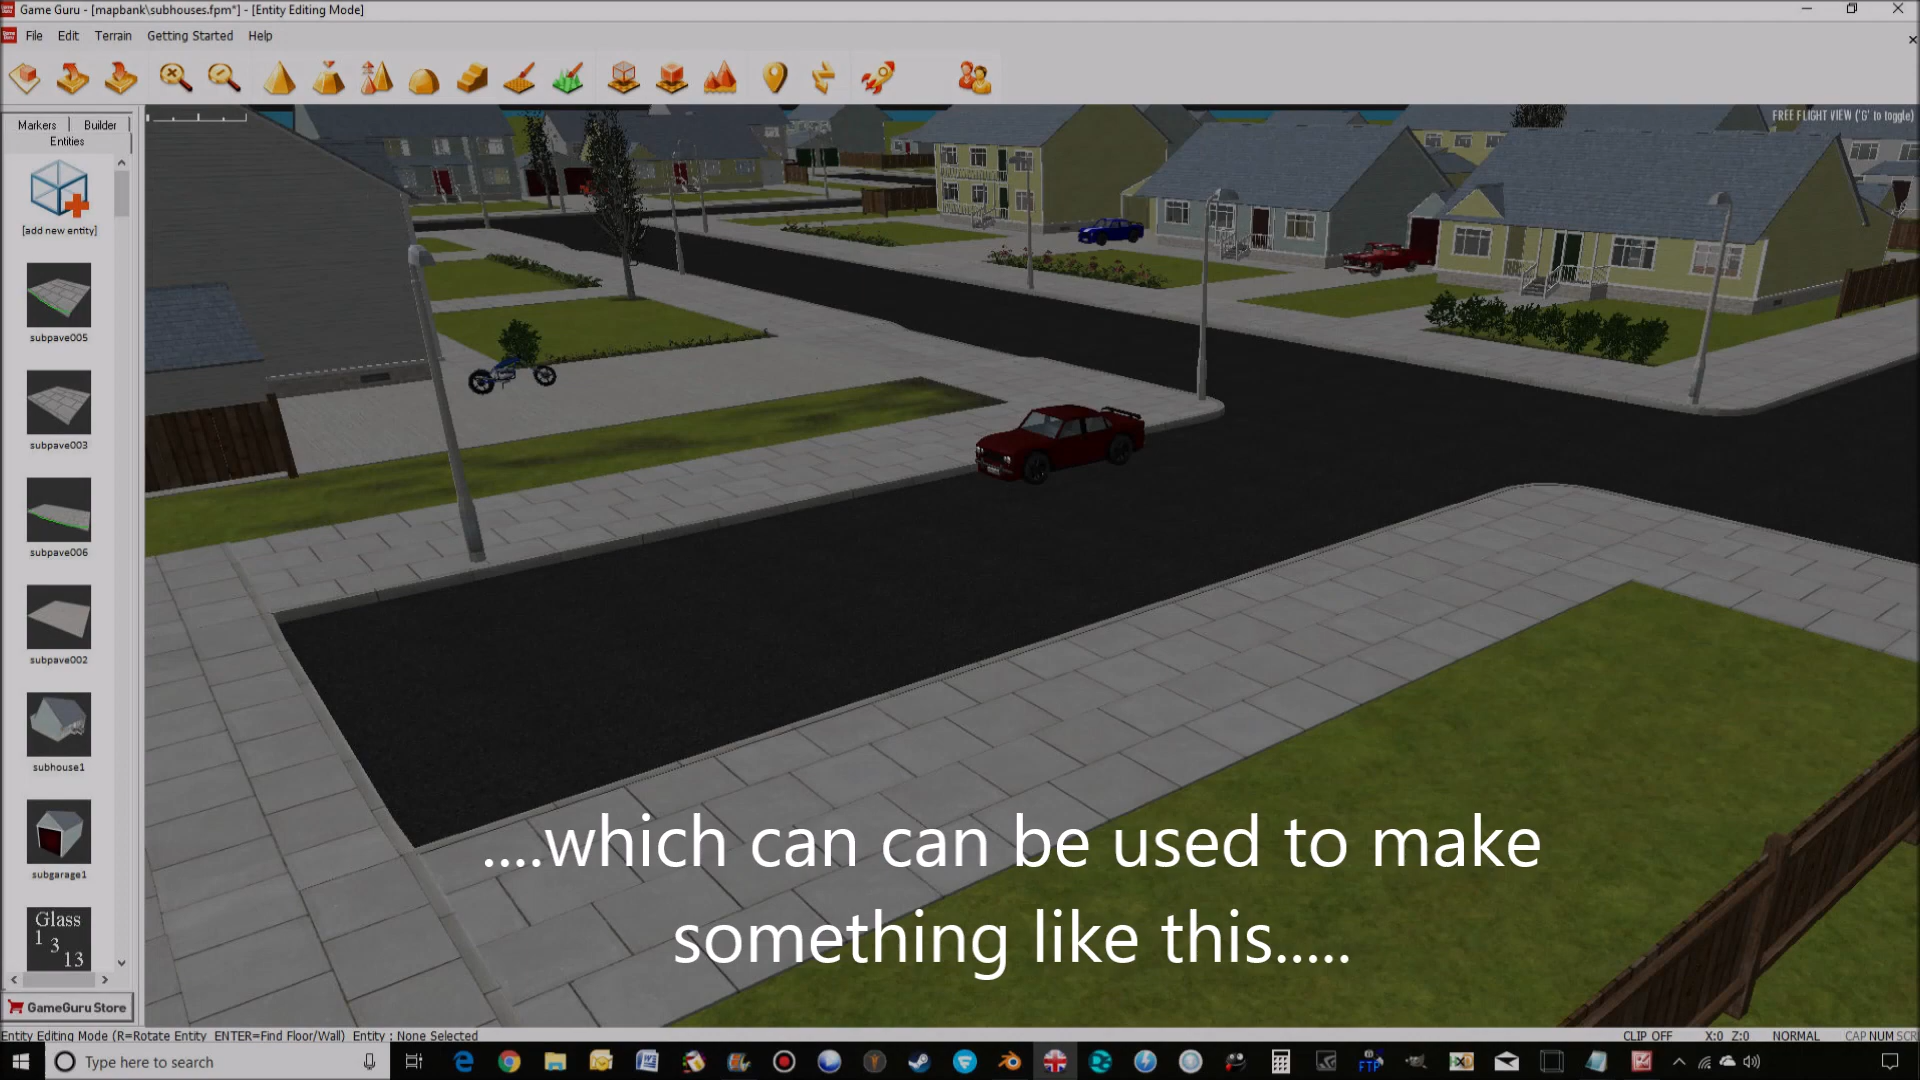 Game Guru - [mapbank\subhouses.fpm*] - [Entity Editing Mode]
File Edit Terrain Getting Started Help
Markers Builder
Entities
FREE FLIGHT VIEW ('G' to toggle)
[add new entity]
subpave005
subpave003
subpave006
subpave002
subhouse1
subgarage1
Glass
1 3
13
....which can can be used to make
something like this.....
GameGuru Store
Entity Editing Mode (R=Rotate Entity ENTER=Find Floor/Wall) Entity : None Selected CLIP OFF X:0 Z:0 NORMAL CAP NUM SCR
Type here to search
FTP